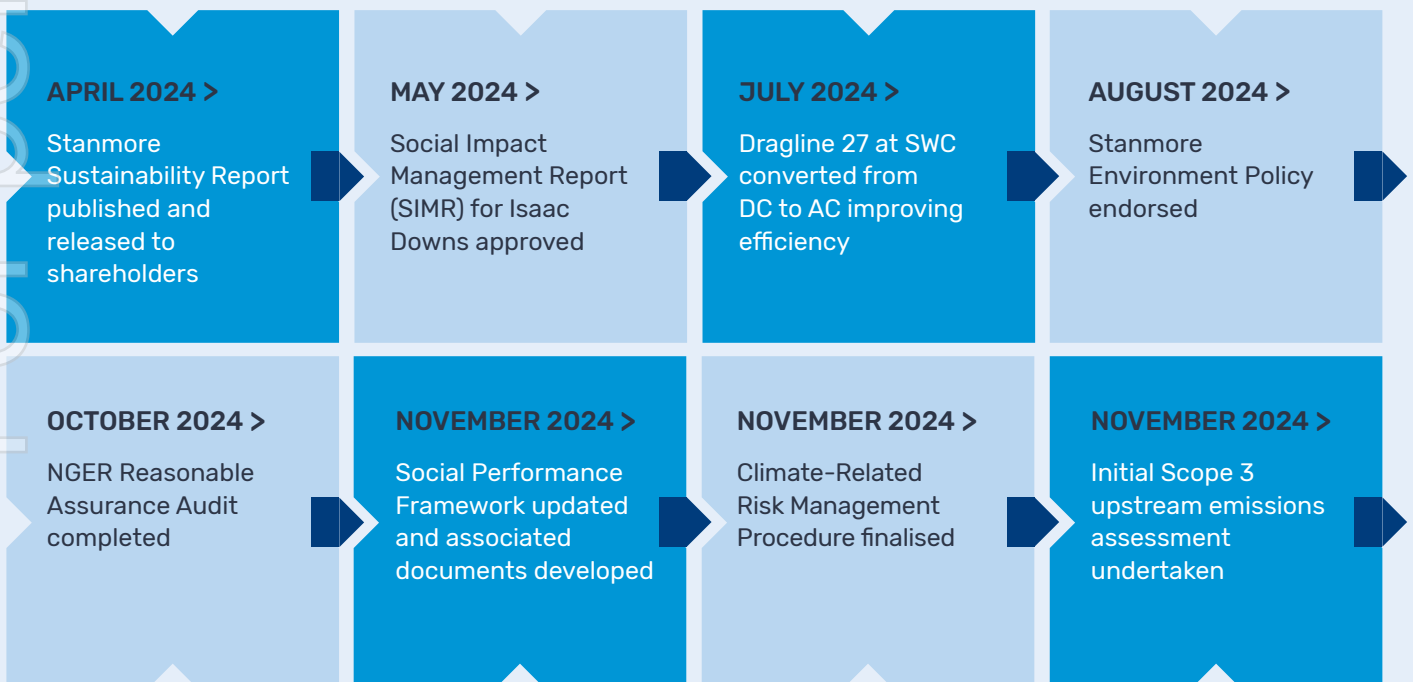 APRIL 2024 >
Stanmore
Sustainability Report
published and
released to
shareholders
MAY 2024 >
Social Impact
Management Report
(SIMR) for Isaac
Downs approved
JULY 2024 >
Dragline 27 at SWC
converted from
DC to AC improving
efficiency
AUGUST 2024 >
Stanmore
Environment Policy
endorsed
OCTOBER 2024 >
NGER Reasonable
Assurance Audit
completed
NOVEMBER 2024 >
Social Performance
Framework updated
and associated
documents developed
NOVEMBER 2024 >
Climate-Related
Risk Management
Procedure finalised
NOVEMBER 2024 >
Initial Scope 3
upstream emissions
assessment
undertaken